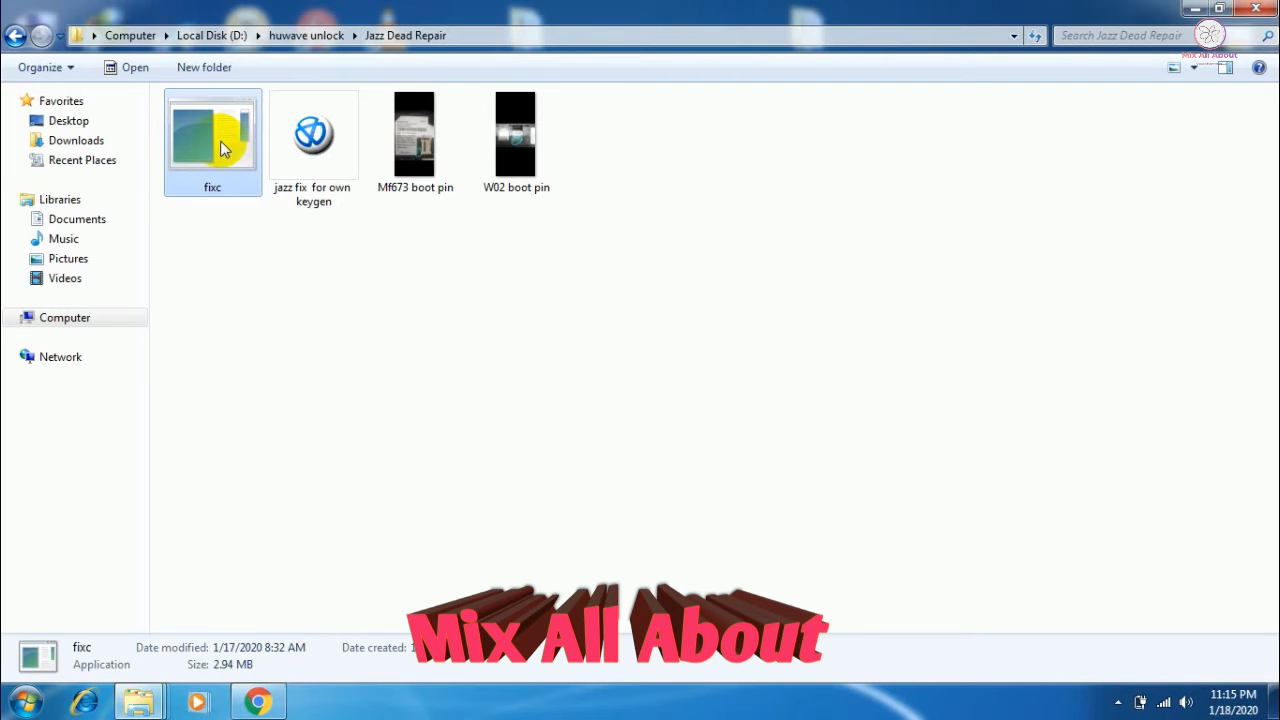 Computer
Local Disk (D:)
huwave unlock
Jazz Dead Repair
Search Jazz Dead Repair
Mix All About
Organize
Open
New folder
Favorites
Desktop
Downloads
Recent Places
Libraries
Documents
Music
Pictures
Videos
Computer
Network
fixc
jazz fix for own
keygen
Mf673 boot pin
W02 boot pin
Mix All About
fixc
Date modified: 1/17/2020 8:32 AM
Date created:
Application
Size: 2.94 MB
11:15 PM
1/18/2020